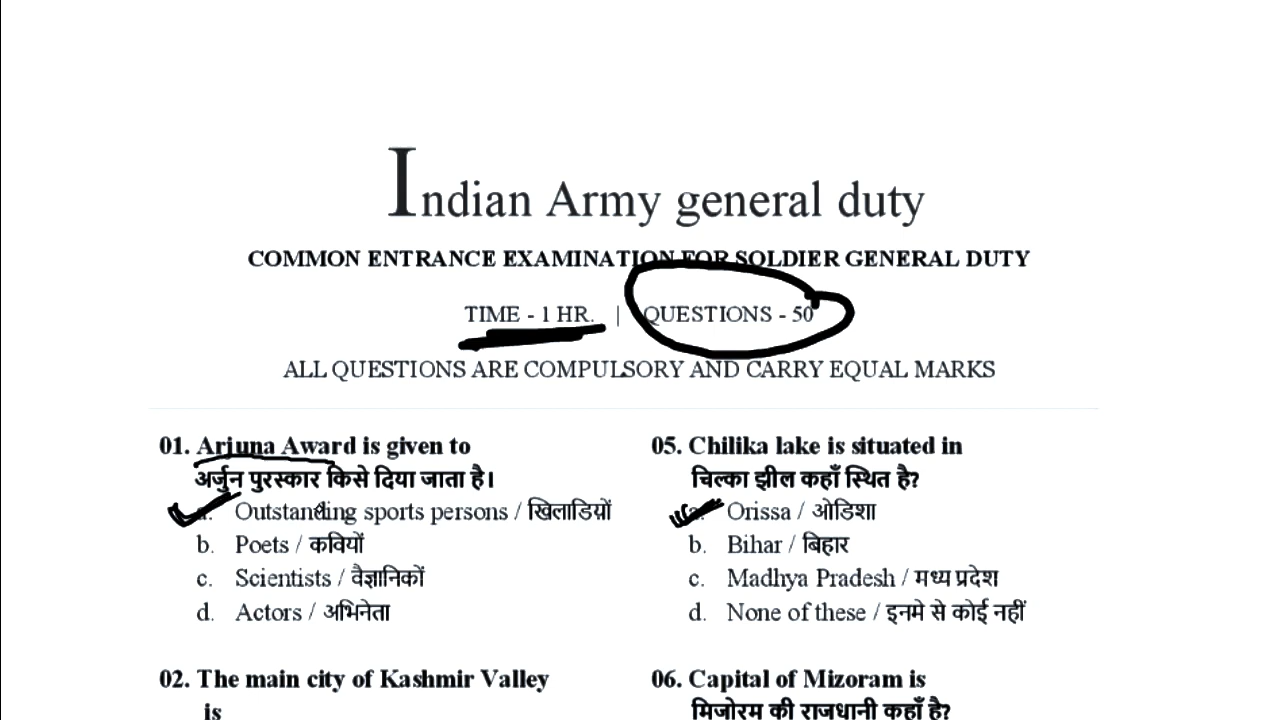 Indian Army general duty
COMMON ENTRANCE EXAMINATION FOR SOLDIER GENERAL DUTY
TIME - 1 HR. | QUESTIONS - 50
ALL QUESTIONS ARE COMPULSORY AND CARRY EQUAL MARKS
01. Arjuna Award is given to
अर्जुन पुरस्कार किसे दिया जाता है।
a. Outstanding sports persons / खिलाडियों
b. Poets / कवियों
c. Scientists / वैज्ञानिकों
d. Actors / अभिनेता
02. The main city of Kashmir Valley
is
05. Chilika lake is situated in
चिल्का झील कहाँ स्थित है?
a. Orissa / ओडिशा
b. Bihar / बिहार
c. Madhya Pradesh / मध्य प्रदेश
d. None of these / इनमे से कोई नहीं
06. Capital of Mizoram is
मिजोरम की राजधानी कहाँ है?